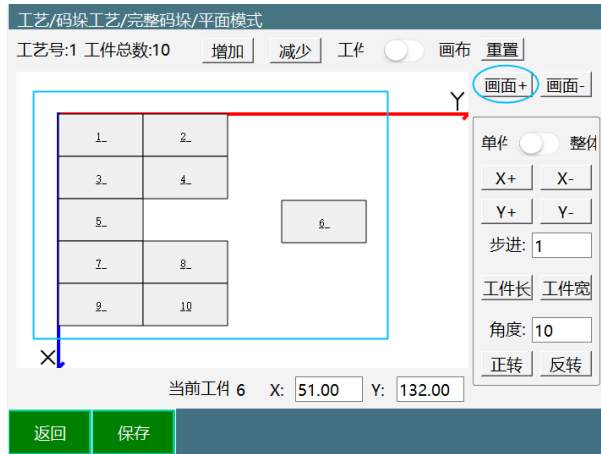 工艺/码垛工艺/完整码垛/平面模式
工艺号:1 工件总数:10 增加 减少 工件 画布 重置
画面+ 画面-
Y
1 2
3 4
5 6
7 8
9 10
X
单件 整体
X+ X-
Y+ Y-
步进: 1
工件长 工件宽
角度: 10
正转 反转
当前工件 6 X: 51.00 Y: 132.00
返回 保存